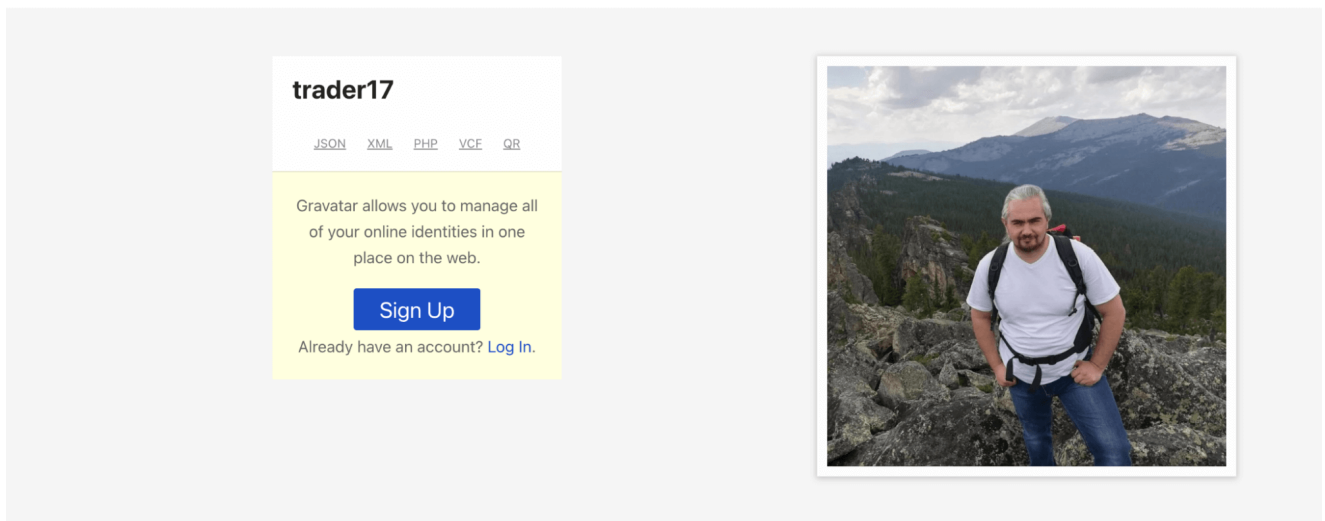 trader17
JSON XML PHP VCF QR
Gravatar allows you to manage all
of your online identities in one
place on the web.
Sign Up
Already have an account? Log In.